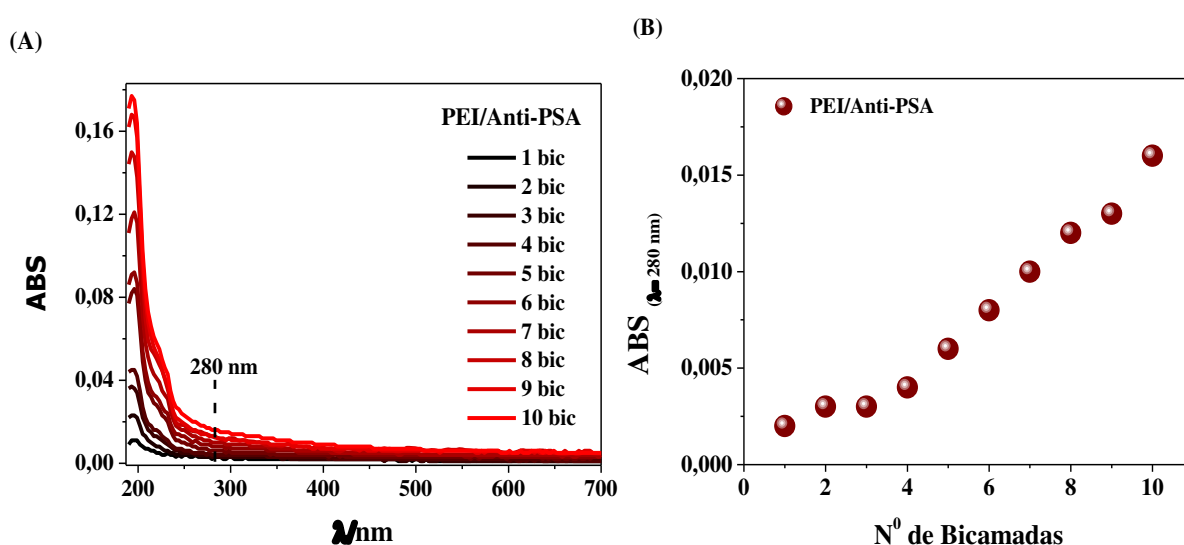 (A)
ABS
0,16
0,12
0,08
0,04
0,00
200
300
400
500
600
700
λ/nm
280 nm
PEI/Anti-PSA
1 bic
2 bic
3 bic
4 bic
5 bic
6 bic
7 bic
8 bic
9 bic
10 bic
(B)
ABS (λ=280 nm)
0,020
0,015
0,010
0,005
0,000
0
2
4
6
8
10
N⁰ de Bicamadas
PEI/Anti-PSA